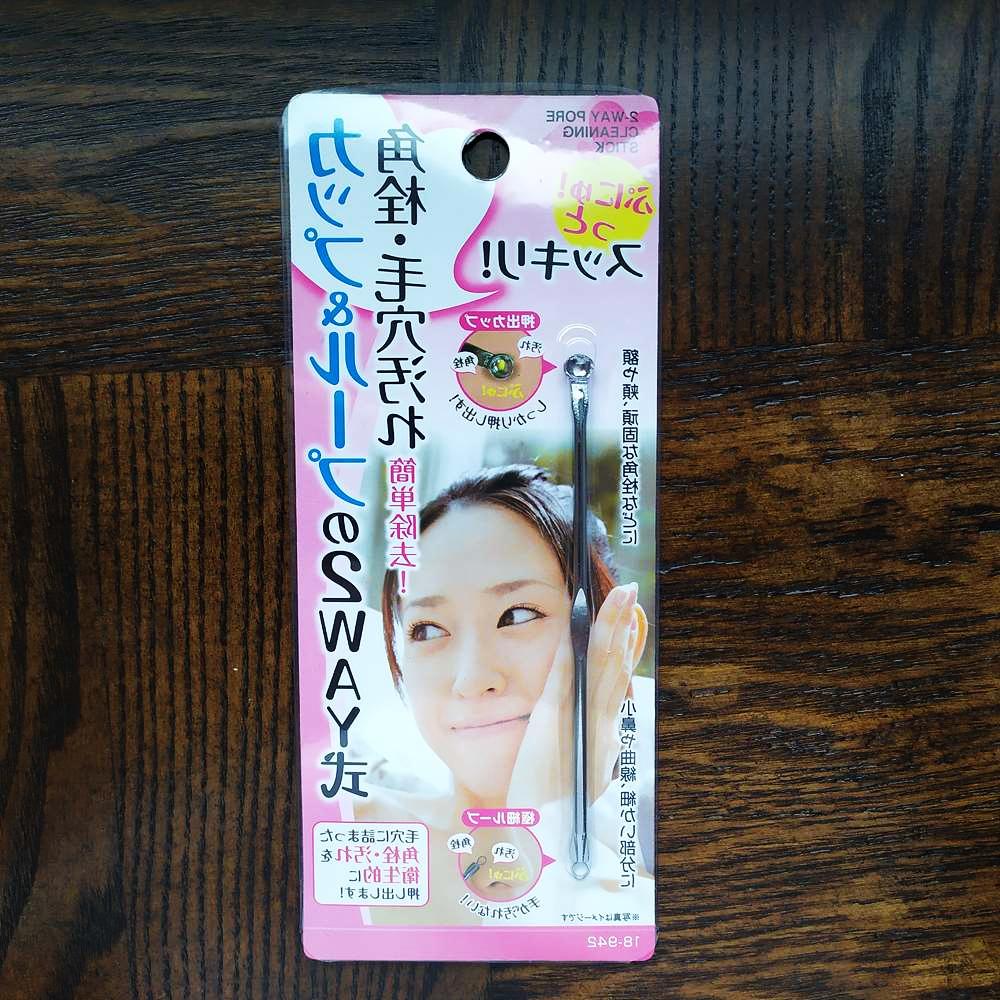 2-WAY PORE
CLEANING
STICK
ぷにゅ!
っと
スッキリ!
角栓・毛穴汚れ 簡単除去!
カップ&ループの2WAY式
押出カップ
汚れ
角栓
ぷにゅ!
しっかり押し出す!
額や頬、頑固な角栓などに
小鼻や曲線、細かい部分に
極細ループ
汚れ
角栓
ぷにゅ!
手が汚れない!
毛穴に詰まった
角栓・汚れを
衛生的に
押し出します!
※写真はイメージです
18-942